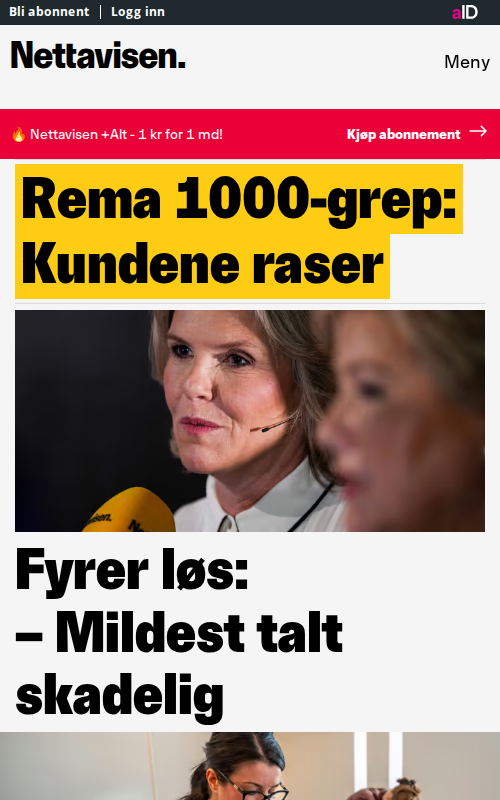 Bli abonnent | Logg inn
aID
Nettavisen.
Meny
🔥 Nettavisen +Alt - 1 kr for 1 md!
Kjøp abonnement →
Rema 1000-grep:
Kundene raser
Fyrer løs:
– Mildest talt
skadelig